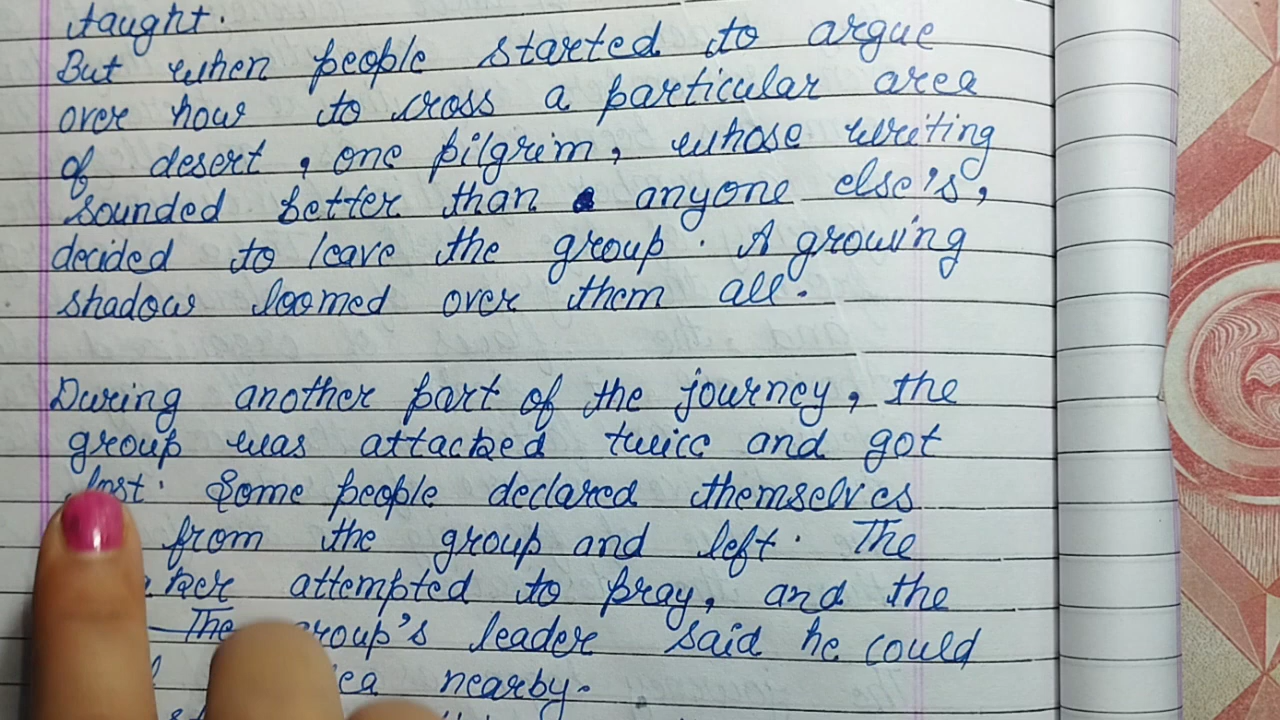 taught.
But when people started to argue
over how to cross a particular area
of desert, one pilgrim, whose writing
sounded better than anyone else's,
decided to leave the group. A growing
shadow loomed over them all.
During another part of the journey, the
group was attacked twice and got
lost. Some people declared themselves
from the group and left. The
attempted to pray, and the
The group's leader said he could
nearby.